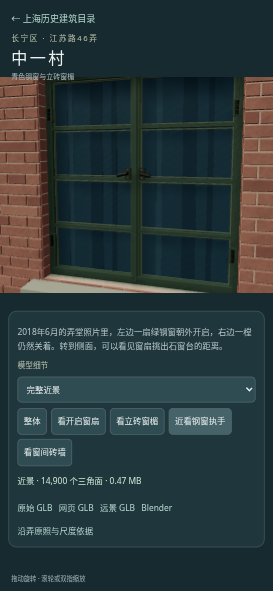 ← 上海历史建筑目录
长宁区 · 江苏路46弄
中一村
青色钢窗与立砖窗楣
2018年6月的弄堂照片里，左边一扇绿钢窗朝外开启，右边一樘
仍然关着。转到侧面，可以看见窗扇挑出石窗台的距离。
模型细节
完整近景
整体 看开启窗扇 看立砖窗楣 近看钢窗执手
看窗间砖墙
近景 · 14,900 个三角面 · 0.47 MB
原始 GLB 网页 GLB 远景 GLB Blender
沿弄原照与尺度依据
拖动旋转 · 滚轮或双指缩放